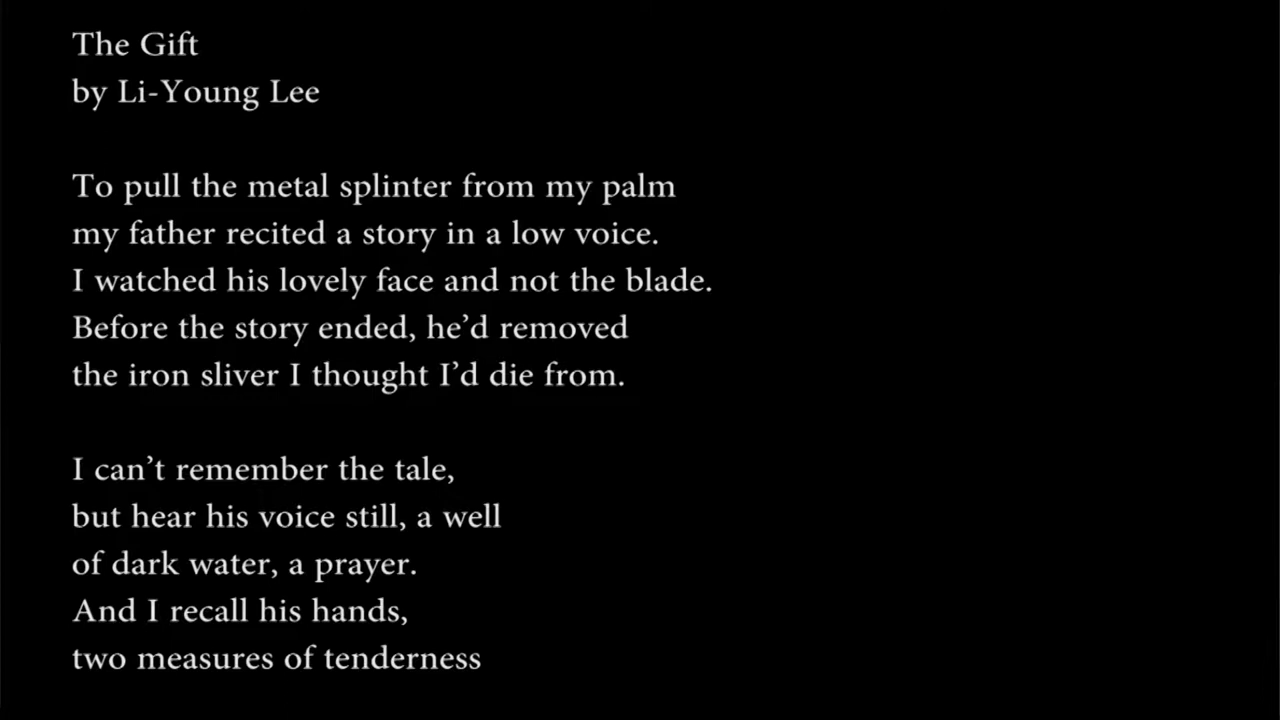 The Gift
by Li-Young Lee
To pull the metal splinter from my palm
my father recited a story in a low voice.
I watched his lovely face and not the blade.
Before the story ended, he’d removed
the iron sliver I thought I’d die from.
I can’t remember the tale,
but hear his voice still, a well
of dark water, a prayer.
And I recall his hands,
two measures of tenderness